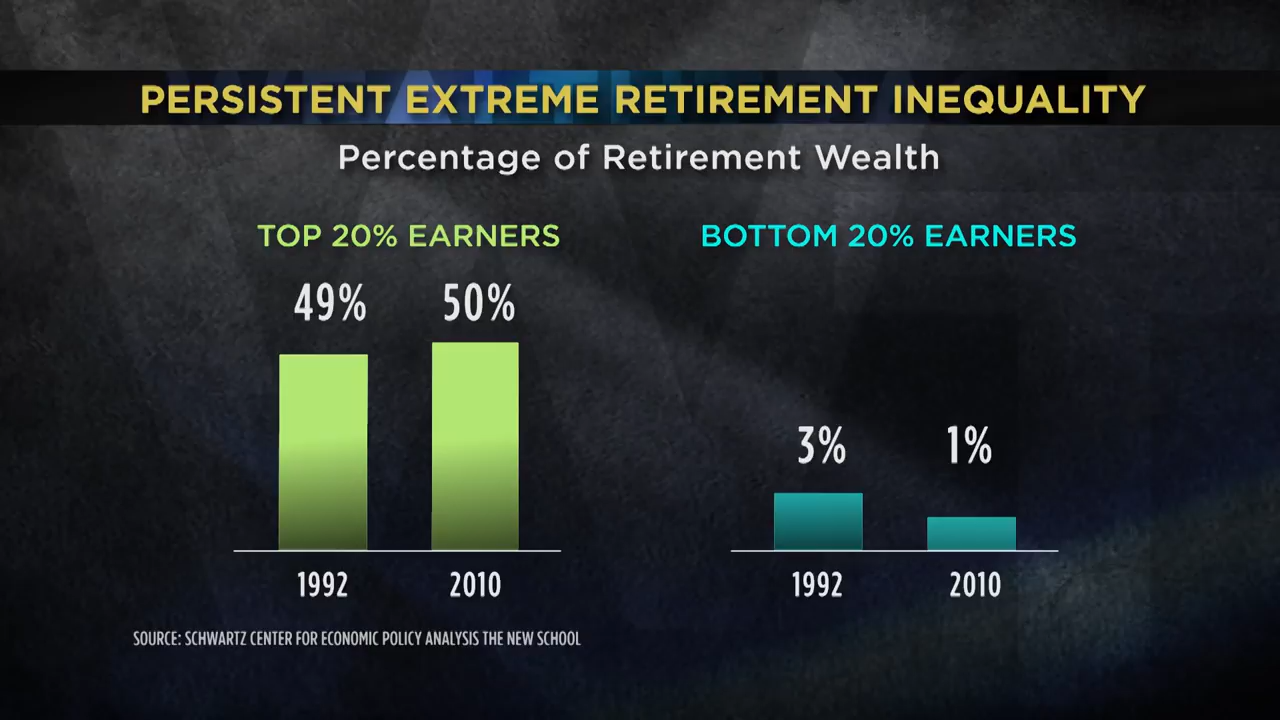 PERSISTENT EXTREME RETIREMENT INEQUALITY
Percentage of Retirement Wealth
TOP 20% EARNERS
49%
50%
1992
2010
BOTTOM 20% EARNERS
3%
1%
1992
2010
SOURCE: SCHWARTZ CENTER FOR ECONOMIC POLICY ANALYSIS THE NEW SCHOOL